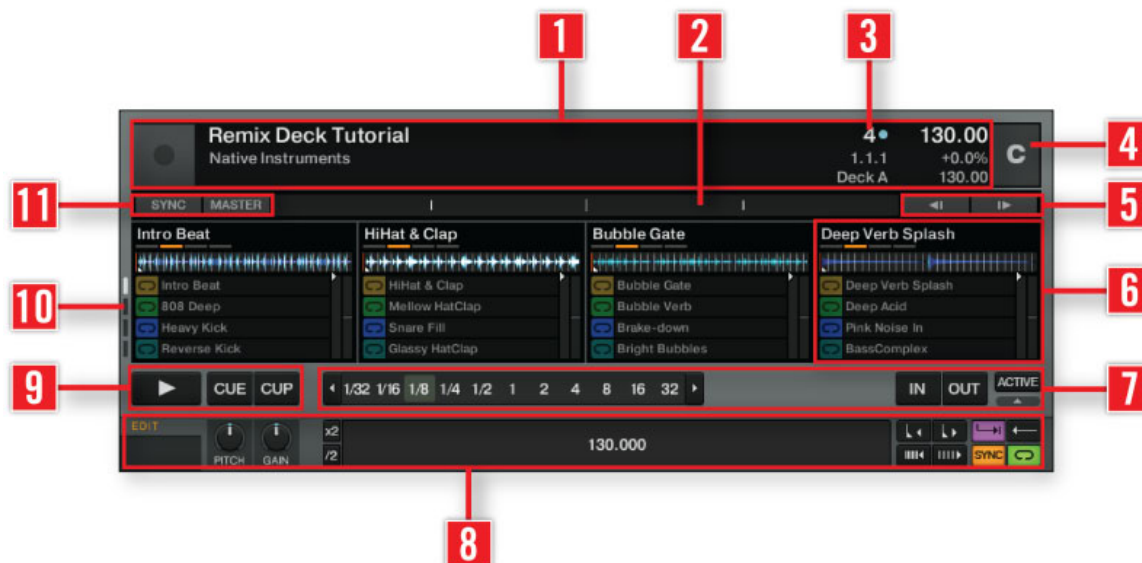 1 2 3
Remix Deck Tutorial 4 130.00
Native Instruments 1.1.1 +0.0% C 4
Deck A 130.00
11 SYNC MASTER 5
Intro Beat HiHat & Clap Bubble Gate Deep Verb Splash
Intro Beat HiHat & Clap Bubble Gate Deep Verb Splash 6
10 808 Deep Mellow HatClap Bubble Verb Deep Acid
Heavy Kick Snare Fill Brake-down Pink Noise In
Reverse Kick Glassy HatClap Bright Bubbles BassComplex
9 CUE CUP 1/32 1/16 1/8 1/4 1/2 1 2 4 8 16 32 IN OUT ACTIVE 7
EDIT x2
PITCH GAIN /2 130.000 SYNC
8